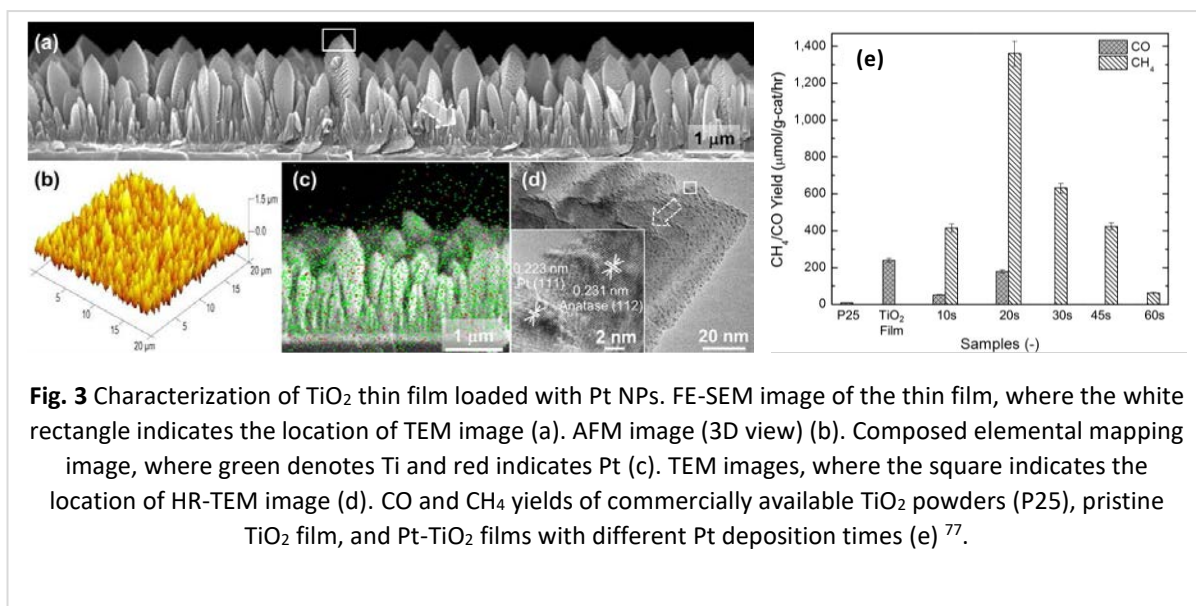 (a)
1 µm
(b)
1.5 µm
0.0
20 µm
15
10
5
5
10
15
20 µm
(c)
1 µm
(d)
0.223 nm
Pt (111)
0.231 nm
Anatase (112)
2 nm
20 nm
(e)
CO
CH₄
1,400
1,200
1,000
800
600
400
200
0
CH₄/CO Yield (µmol/g-cat/hr)
P25 TiO₂ Film 10s 20s 30s 45s 60s
Samples (-)
Fig. 3 Characterization of TiO₂ thin film loaded with Pt NPs. FE-SEM image of the thin film, where the white
rectangle indicates the location of TEM image (a). AFM image (3D view) (b). Composed elemental mapping
image, where green denotes Ti and red indicates Pt (c). TEM images, where the square indicates the
location of HR-TEM image (d). CO and CH₄ yields of commercially available TiO₂ powders (P25), pristine
TiO₂ film, and Pt-TiO₂ films with different Pt deposition times (e) ⁷⁷.